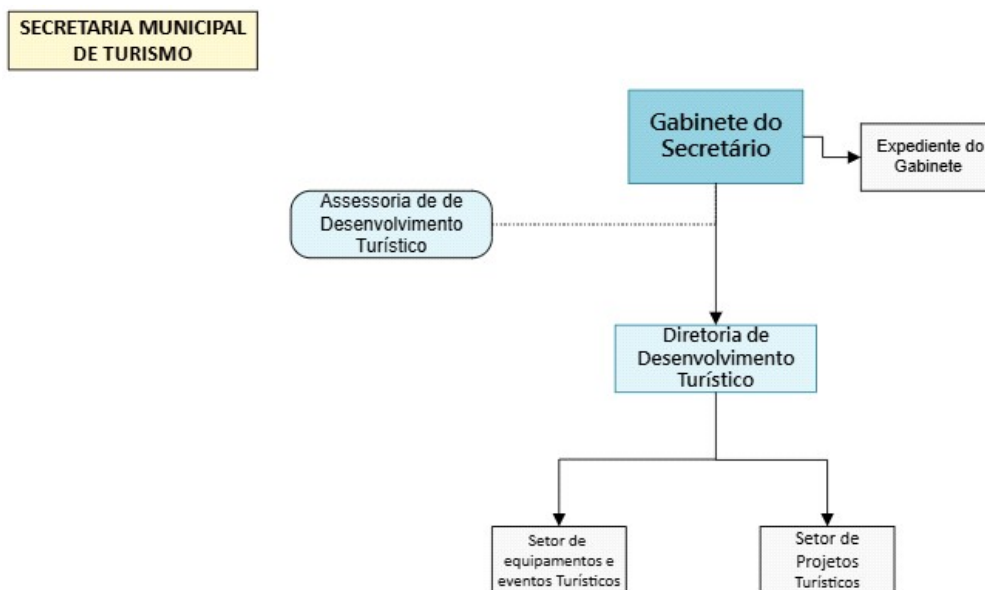 SECRETARIA MUNICIPAL
DE TURISMO
Gabinete do
Secretário
Expediente do
Gabinete
Assessoria de de
Desenvolvimento
Turístico
Diretoria de
Desenvolvimento
Turístico
Setor de
equipamentos e
eventos Turísticos
Setor de
Projetos
Turísticos